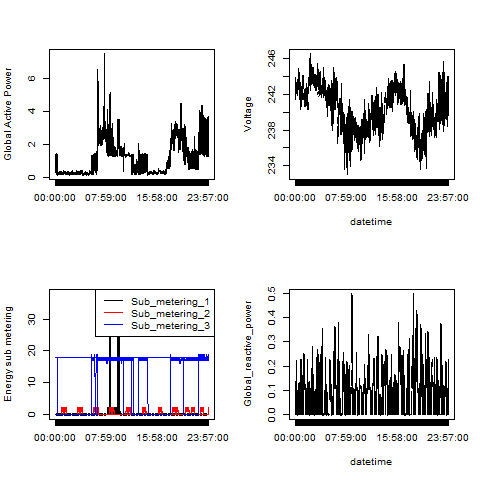 Global Active Power
6
4
2
0
00:00:00 07:59:00 15:58:00 23:57:00
Voltage
246
242
238
234
00:00:00 07:59:00 15:58:00 23:57:00
datetime
Energy sub metering
30
20
10
0
Sub_metering_1
Sub_metering_2
Sub_metering_3
00:00:00 07:59:00 15:58:00 23:57:00
Global_reactive_power
0.5
0.4
0.3
0.2
0.1
0.0
00:00:00 07:59:00 15:58:00 23:57:00
datetime